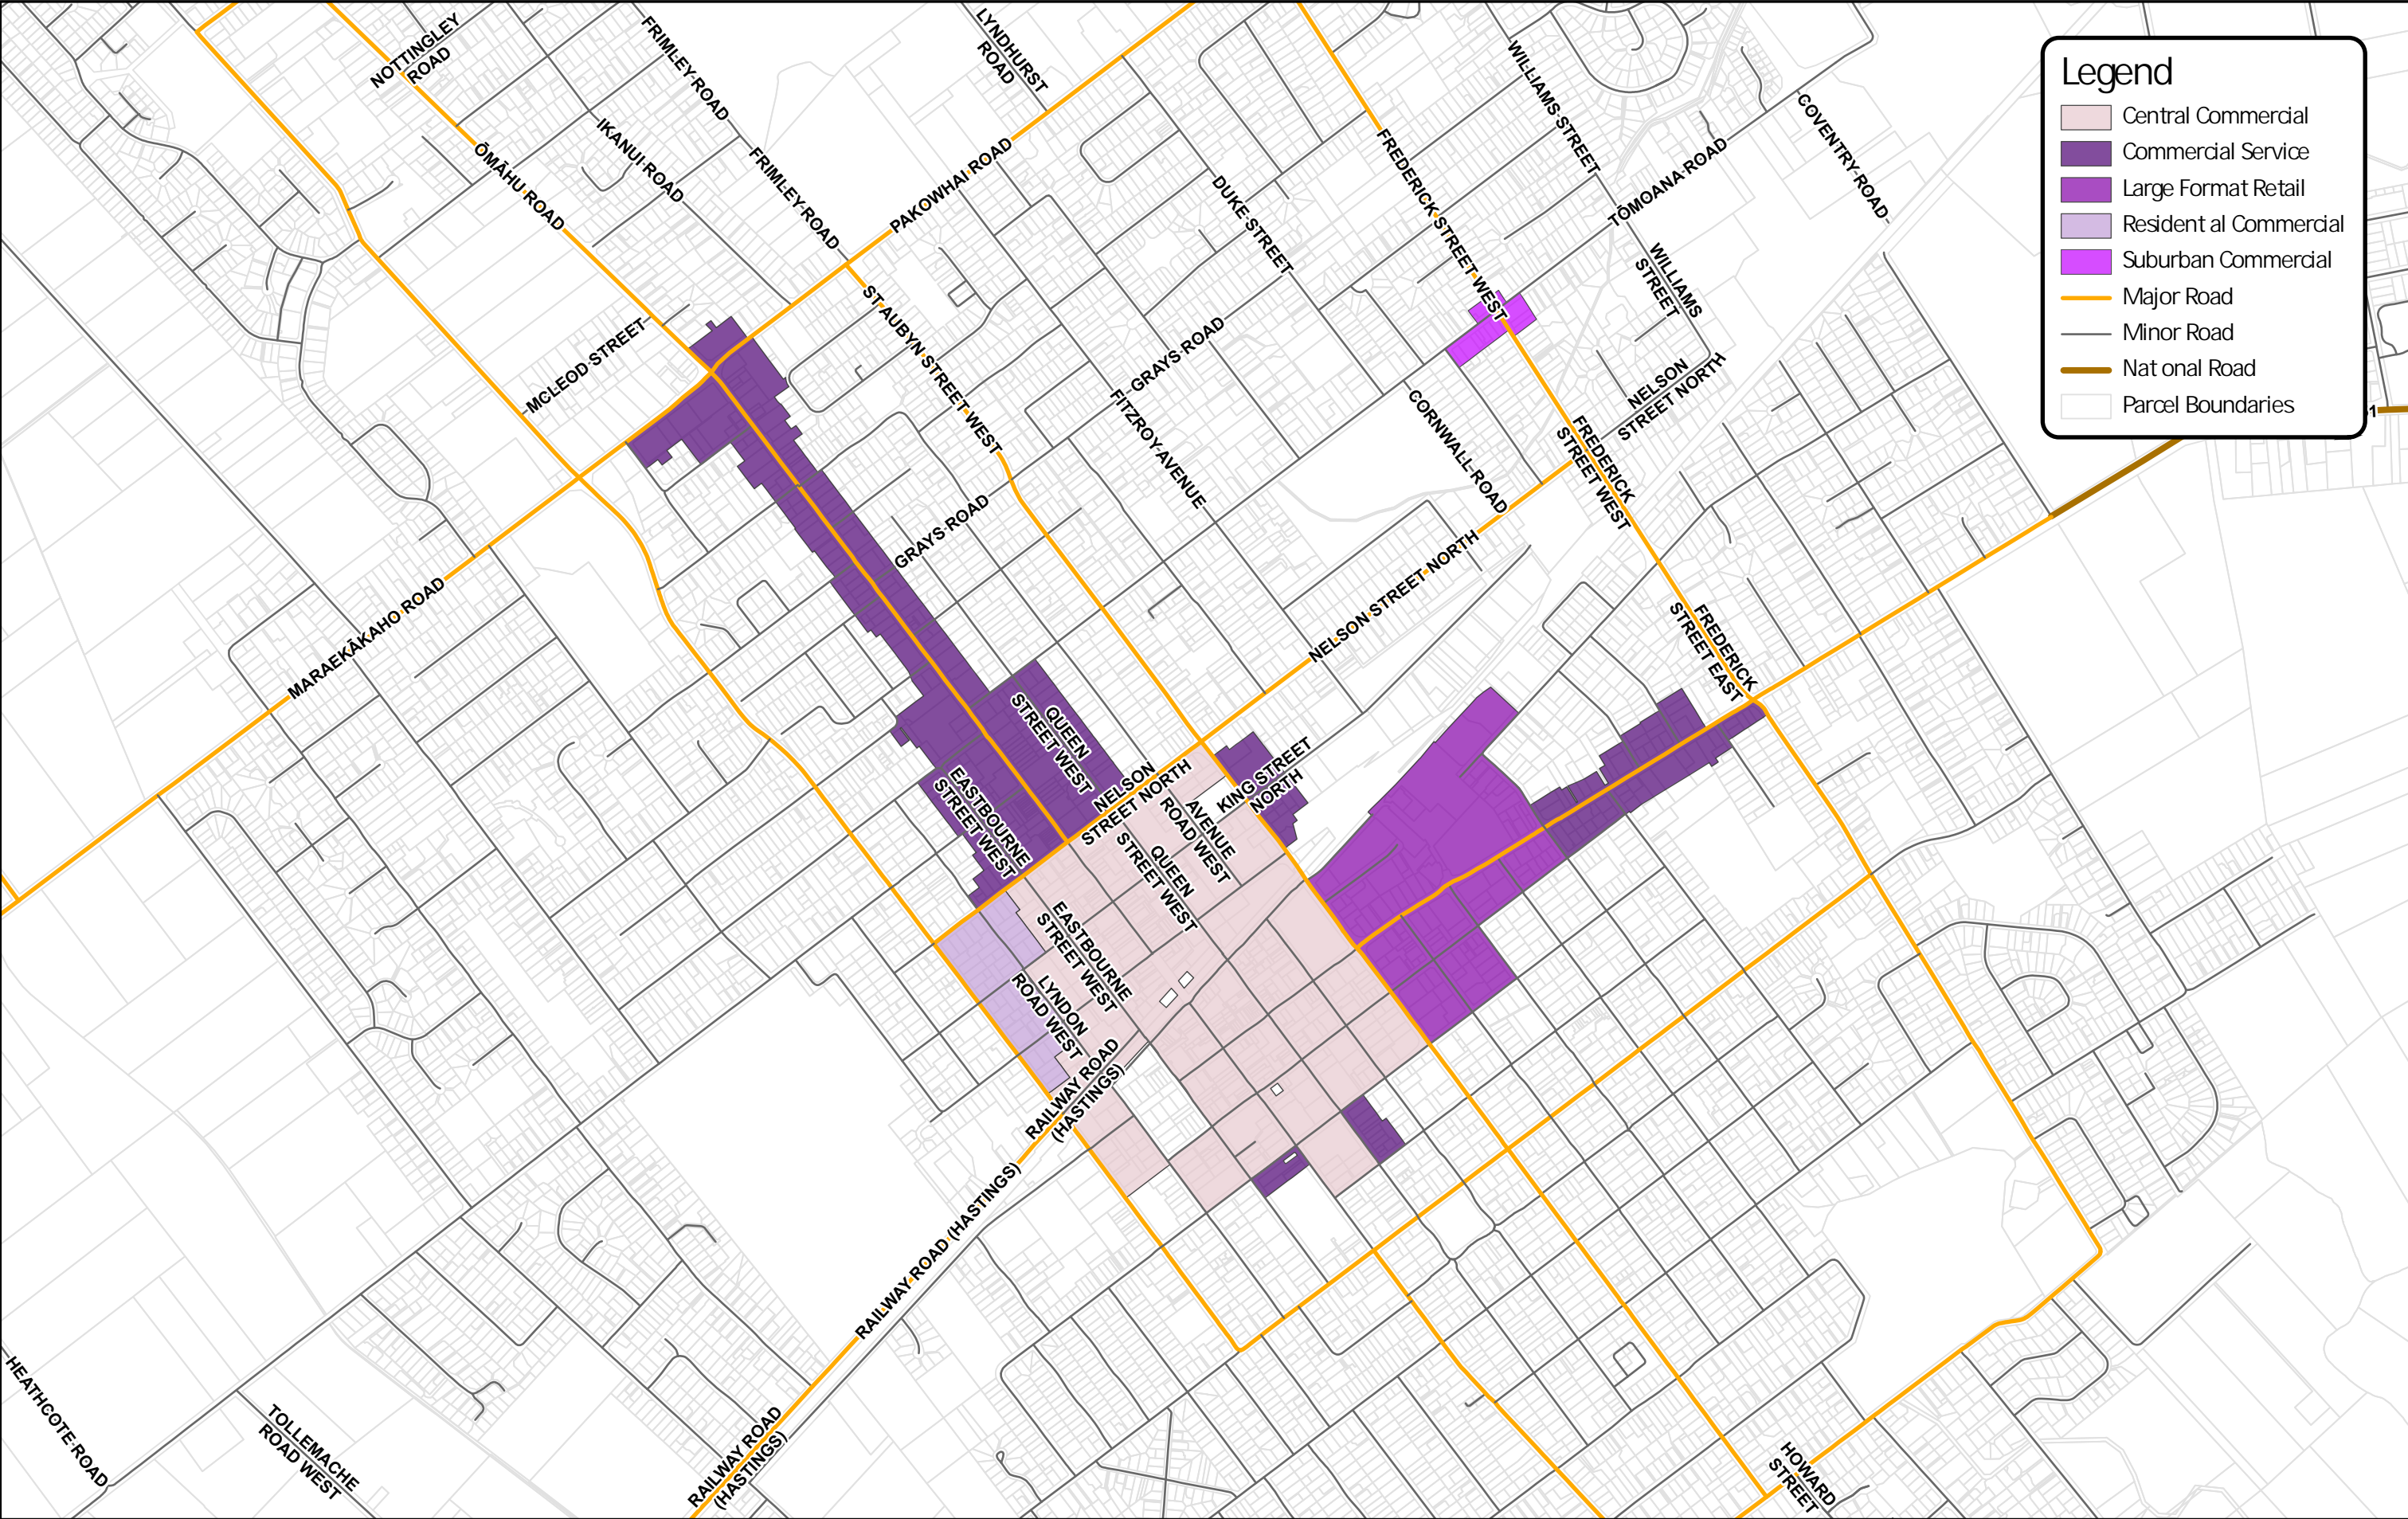 NOTTINGLEY
ROAD
FRIMLEY ROAD
LYNDHURST
ROAD
WILLIAMS STREET
COVENTRY ROAD
Legend
Central Commercial
Commercial Service
Large Format Retail
Resident al Commercial
Suburban Commercial
Major Road
Minor Road
Nat onal Road
Parcel Boundaries
ŌMĀHU ROAD
IKANUI ROAD
FRIMLEY ROAD
PAKOWHAI ROAD
DUKE STREET
FREDERICK STREET WEST
TŌMOANA ROAD
WILLIAMS
STREET
MCLEOD STREET
ST AUBYN STREET WEST
GRAYS ROAD
FITZROY AVENUE
CORNWALL ROAD
NELSON
STREET NORTH
FREDERICK
STREET WEST
GRAYS ROAD
MARAEKĀKAHO ROAD
NELSON STREET NORTH
FREDERICK
STREET EAST
QUEEN
STREET WEST
EASTBOURNE
STREET WEST
NELSON
STREET NORTH
KING STREET
NORTH
AVENUE
ROAD WEST
QUEEN
STREET WEST
EASTBOURNE
STREET WEST
LYNDON
ROAD WEST
RAILWAY ROAD
(HASTINGS)
RAILWAY ROAD (HASTINGS)
HEATHCOTE ROAD
TOLLEMACHE
ROAD WEST
RAILWAY ROAD
(HASTINGS)
HOWARD
STREET